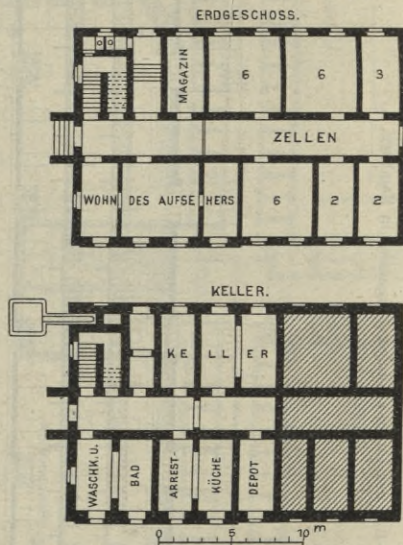 ERDGESCHOSS.
MAGAZIN
6
6
3
ZELLEN
WOHN
DES AUFSE
HERS
6
2
2
KELLER.
KE
LL
ER
WASCHK.U.
BAD
ARREST-
KÜCHE
DEPOT
0 5 10 m